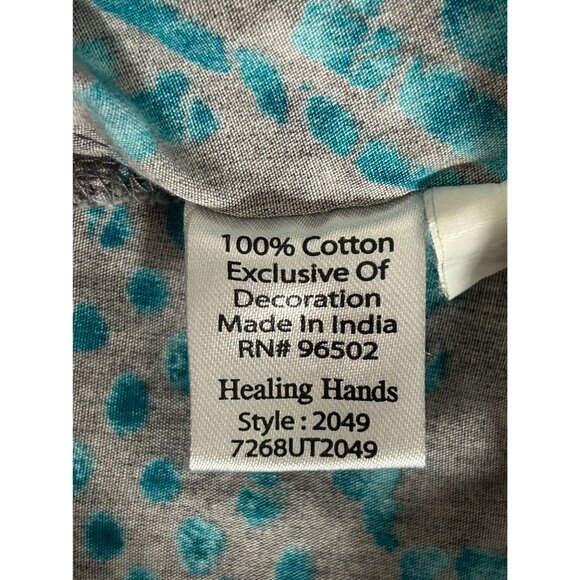 100% Cotton
Exclusive Of
Decoration
Made In India
RN# 96502
Healing Hands
Style : 2049
7268UT2049